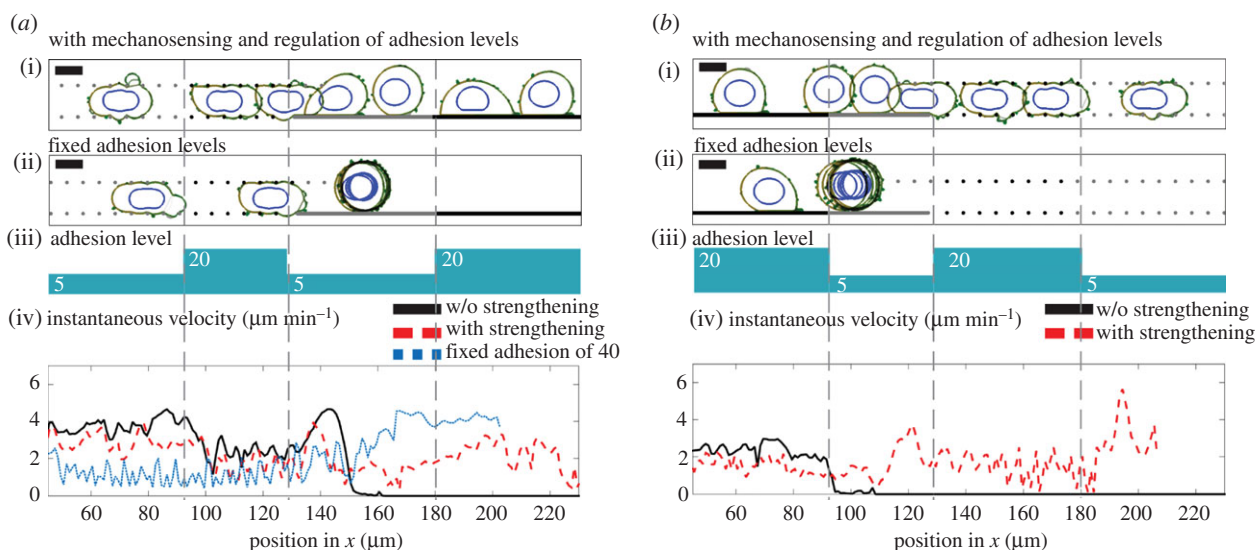 (a)
with mechanosensing and regulation of adhesion levels
(i)
fixed adhesion levels
(ii)
(iii) adhesion level
5
20
5
20
w/o strengthening
(iv) instantaneous velocity (µm min⁻¹)
with strengthening
fixed adhesion of 40
6
4
2
0
60 80 100 120 140 160 180 200 220
position in x (µm)
(b)
with mechanosensing and regulation of adhesion levels
(i)
fixed adhesion levels
(ii)
(iii) adhesion level
20
5
20
5
w/o strengthening
(iv) instantaneous velocity (µm min⁻¹)
with strengthening
6
4
2
0
60 80 100 120 140 160 180 200 220
position in x (µm)